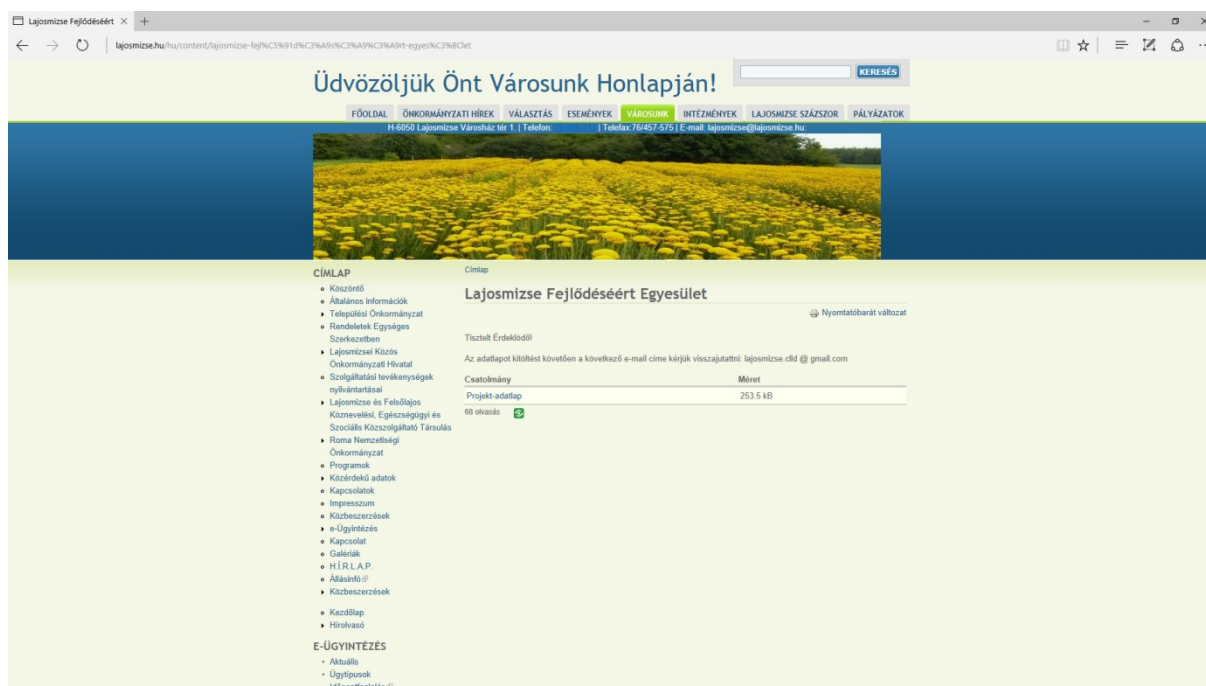 Lajosmizse Fejlődéséért
lajosmizse.hu/hu/content/lajosmizse-fejl%C5%91d%C3%A9s%C3%A9%C3%A9rt-egyes%C3%BClet
Üdvözöljük Önt Városunk Honlapján!
KERESÉS
FŐOLDAL ÖNKORMÁNYZATI HÍREK VÁLASZTÁS ESEMÉNYEK VÁROSUNK INTÉZMÉNYEK LAJOSMIZSE SZÁZSZOR PÁLYÁZATOK
H-6050 Lajosmizse Városház tér 1. | Telefon: | Telefax:76/457-575 | E-mail: lajosmizse@lajosmizse.hu
Címlap
CÍMLAP
Köszöntő
Általános információk
Települési Önkormányzat
Rendeletek Egységes
Szerkezetben
Lajosmizsei Közös
Önkormányzati Hivatal
Szolgáltatási tevékenységek
nyilvántartásai
Lajosmizse és Felsőlajos
Köznevelési, Egészségügyi és
Szociális Közszolgáltató Társulás
Roma Nemzetiségi
Önkormányzat
Programok
Közérdekű adatok
Kapcsolatok
Impresszum
Közbeszerzések
e-Ügyintézés
Kapcsolat
Galériák
H.Í.R.L.A.P.
Állásinfó
Közbeszerzések
Kezdőlap
Hírolvasó
E-ÜGYINTÉZÉS
Aktuális
Ügytípusok
Lajosmizse Fejlődéséért Egyesület
Nyomtatóbarát változat
Tisztelt Érdeklődő!
Az adatlapot kitöltést követően a következő e-mail címe kérjük visszajutattni: lajosmizse.clld @ gmail.com
Csatolmány Méret
Projekt-adatlap 253.5 kB
68 olvasás